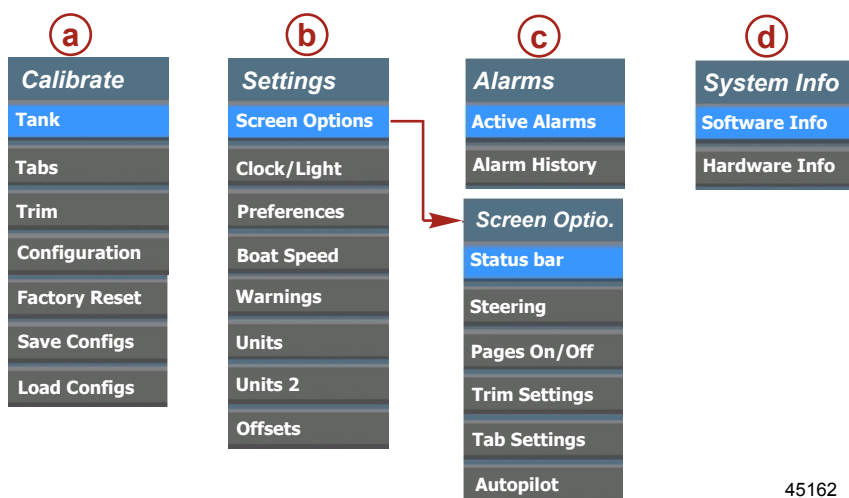 a
Calibrate
Tank
Tabs
Trim
Configuration
Factory Reset
Save Configs
Load Configs
b
Settings
Screen Options
Clock/Light
Preferences
Boat Speed
Warnings
Units
Units 2
Offsets
c
Alarms
Active Alarms
Alarm History
Screen Optio.
Status bar
Steering
Pages On/Off
Trim Settings
Tab Settings
Autopilot
d
System Info
Software Info
Hardware Info
45162